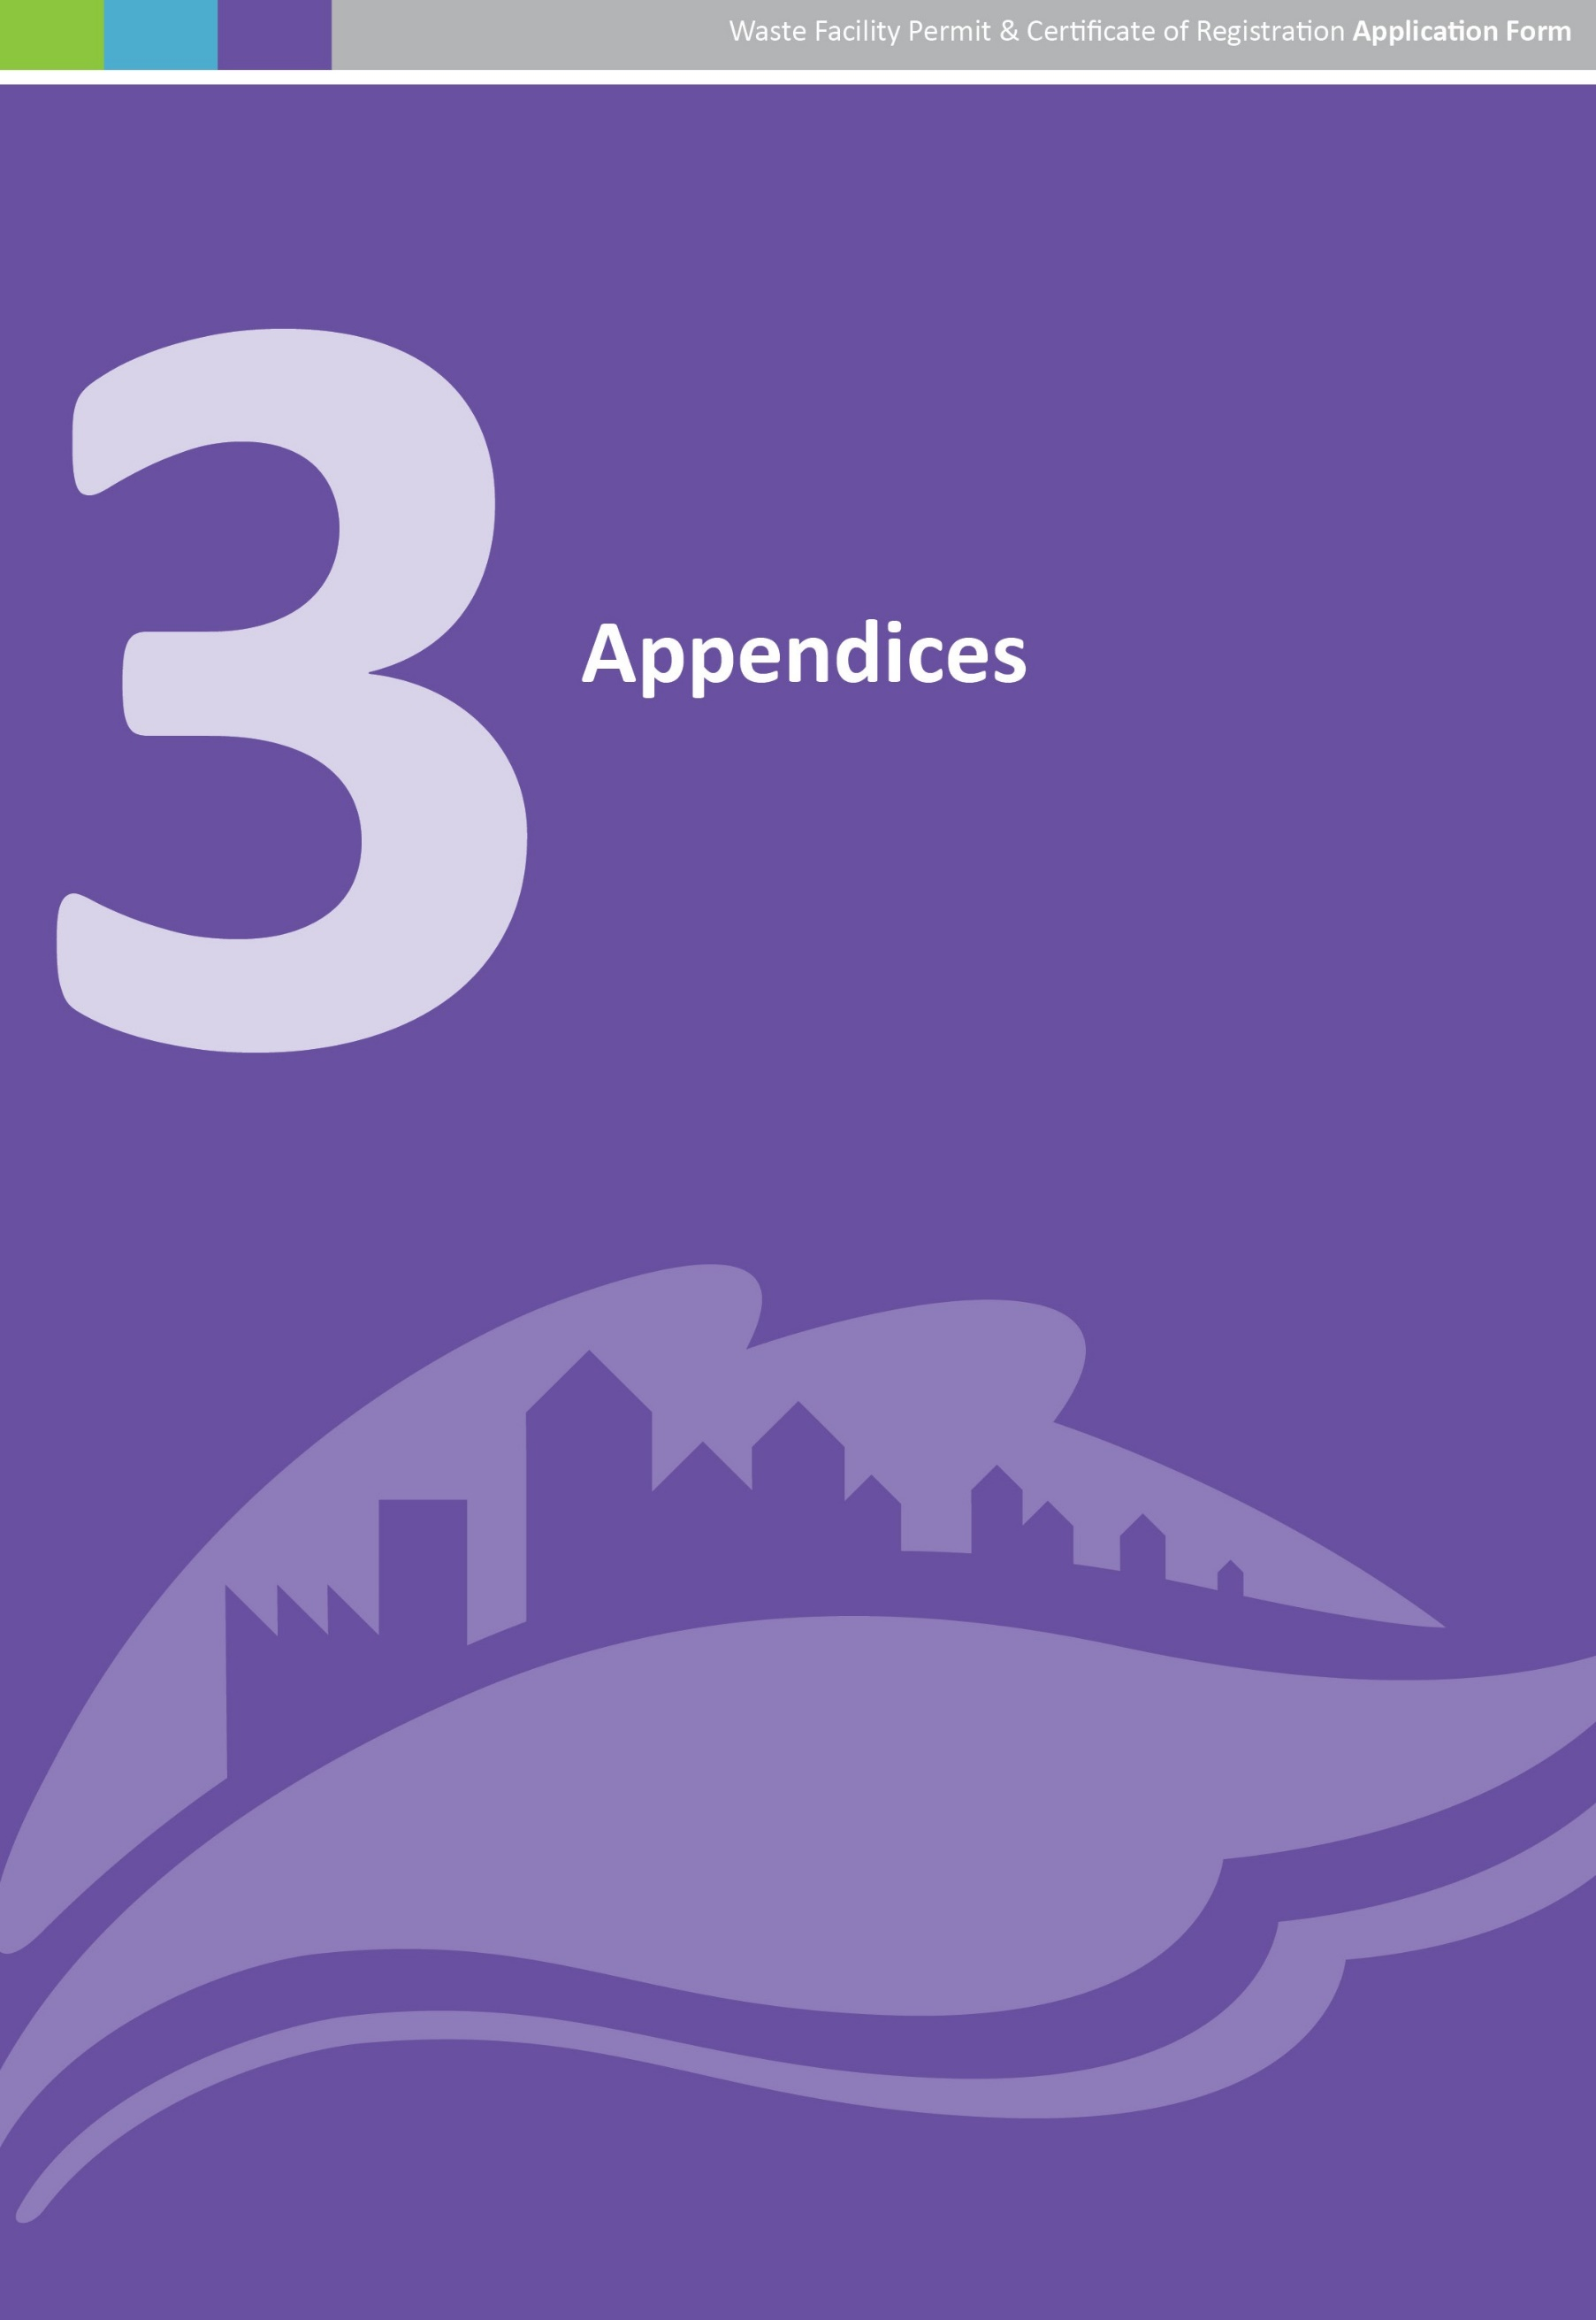 Waste Facility Permit & Certificate of Registration Application Form
3
Appendices